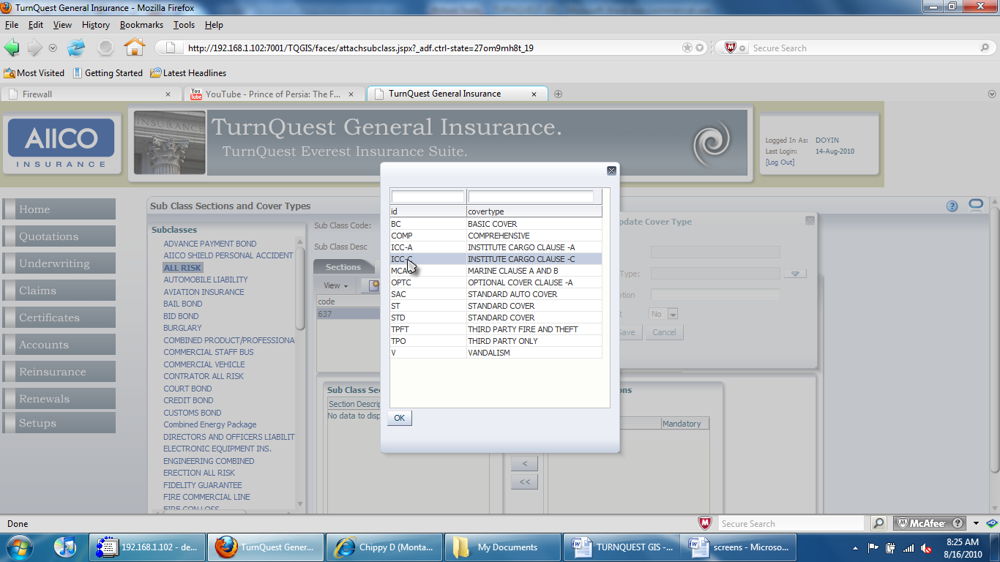 TurnQuest General Insurance - Mozilla Firefox
File Edit View History Bookmarks Tools Help
http://192.168.1.102:7001/TQGIS/faces/attachsubclass.jspx?_adf.ctrl-state=27om9mh8t_19
Secure Search
Most Visited Getting Started Latest Headlines
Firewall
YouTube - Prince of Persia: The F...
TurnQuest General Insurance
AIICO
INSURANCE
INSURANCE
TurnQuest General Insurance.
TurnQuest Everest Insurance Suite.
Logged In As: DOYIN
Last Login: 14-Aug-2010
[Log Out]
Home
Quotations
Underwriting
Claims
Certificates
Accounts
Reinsurance
Renewals
Setups
Sub Class Sections and Cover Types
Subclasses
ADVANCE PAYMENT BOND
AIICO SHIELD PERSONAL ACCIDENT
ALL RISK
AUTOMOBILE LIABILITY
AVIATION INSURANCE
BAIL BOND
BID BOND
BURGLARY
COMBINED PRODUCT/PROFESSIONA
COMMERCIAL STAFF BUS
COMMERCIAL VEHICLE
CONTRATOR ALL RISK
COURT BOND
CREDIT BOND
CUSTOMS BOND
Combined Energy Package
DIRECTORS AND OFFICERS LIABILIT
ELECTRONIC EQUIPMENT INS.
ENGINEERING COMBINED
ERECTION ALL RISK
FIDELITY GUARANTEE
FIRE COMMERCIAL LINE
FIRE CON LOSS
Sub Class Code:
Sub Class Desc
Sections
View
code
637
Sub Class Sec
Section Descrip
No data to disp
id covertype
BC BASIC COVER
COMP COMPREHENSIVE
ICC-A INSTITUTE CARGO CLAUSE -A
ICC-C INSTITUTE CARGO CLAUSE -C
MCA MARINE CLAUSE A AND B
OPTC OPTIONAL COVER CLAUSE -A
SAC STANDARD AUTO COVER
ST STANDARD COVER
STD STANDARD COVER
TPFT THIRD PARTY FIRE AND THEFT
TPO THIRD PARTY ONLY
V VANDALISM
OK
pdate Cover Type
Type:
ption
t No
Save Cancel
ons
Mandatory
<
<<
Done
Secure Search
McAfee
192.168.1.102 - de...
TurnQuest Gener...
Chippy D (Monta...
My Documents
TURNQUEST GIS -...
screens - Microso...
8:25 AM
8/16/2010